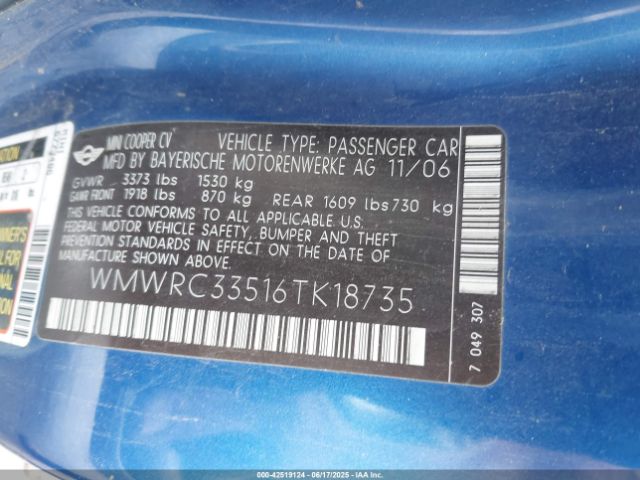 MINI COOPER CV VEHICLE TYPE: PASSENGER CAR
MFD BY BAYERISCHE MOTORENWERKE AG 11/06
GVWR 3373 lbs 1530 kg
GAWR FRONT 1918 lbs 870 kg REAR 1609 lbs 730 kg
THIS VEHICLE CONFORMS TO ALL APPLICABLE U.S.
FEDERAL MOTOR VEHICLE SAFETY, BUMPER AND THEFT
PREVENTION STANDARDS IN EFFECT ON THE DATE OF
MANUFACTURE SHOWN ABOVE.
WMWRC33516TK18735
7 049 307
00-42519124 | 06/17/2025 | ©Copyright IAA, LLC